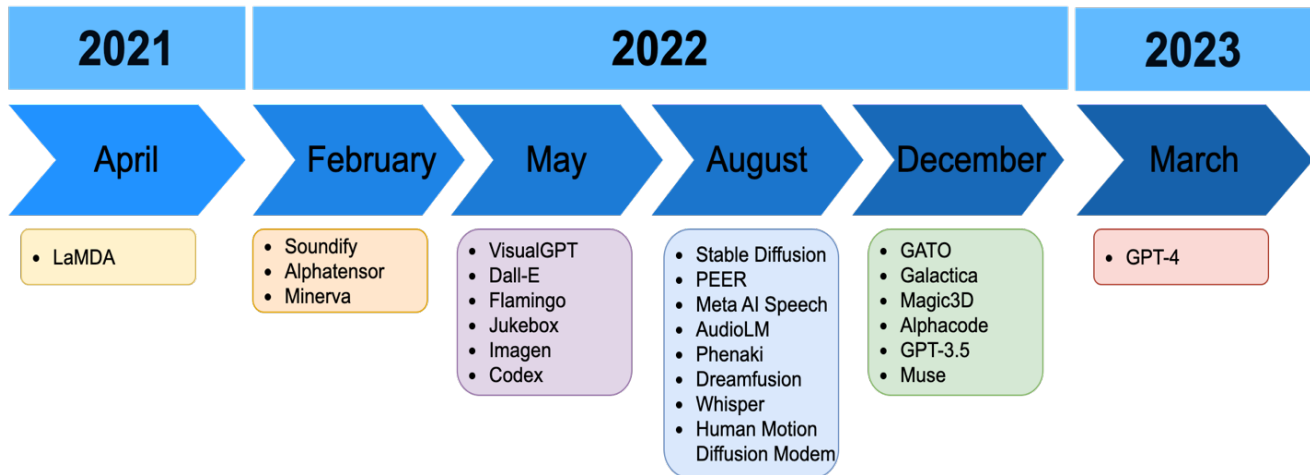 2021
2022
2023
April
February
May
August
December
March
• LaMDA
• Soundify
• Alphatensor
• Minerva
• VisualGPT
• Dall-E
• Flamingo
• Jukebox
• Imagen
• Codex
• Stable Diffusion
• PEER
• Meta AI Speech
• AudioLM
• Phenaki
• Dreamfusion
• Whisper
• Human Motion
Diffusion Modem
• GATO
• Galactica
• Magic3D
• Alphacode
• GPT-3.5
• Muse
• GPT-4